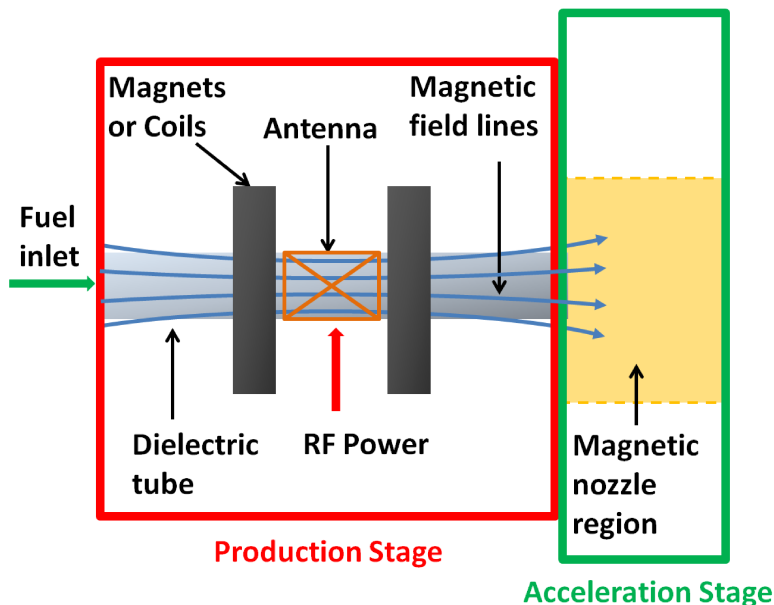 Magnets
or Coils
Antenna
Magnetic
field lines
Fuel
inlet
Dielectric
tube
RF Power
Magnetic
nozzle
region
Production Stage
Acceleration Stage